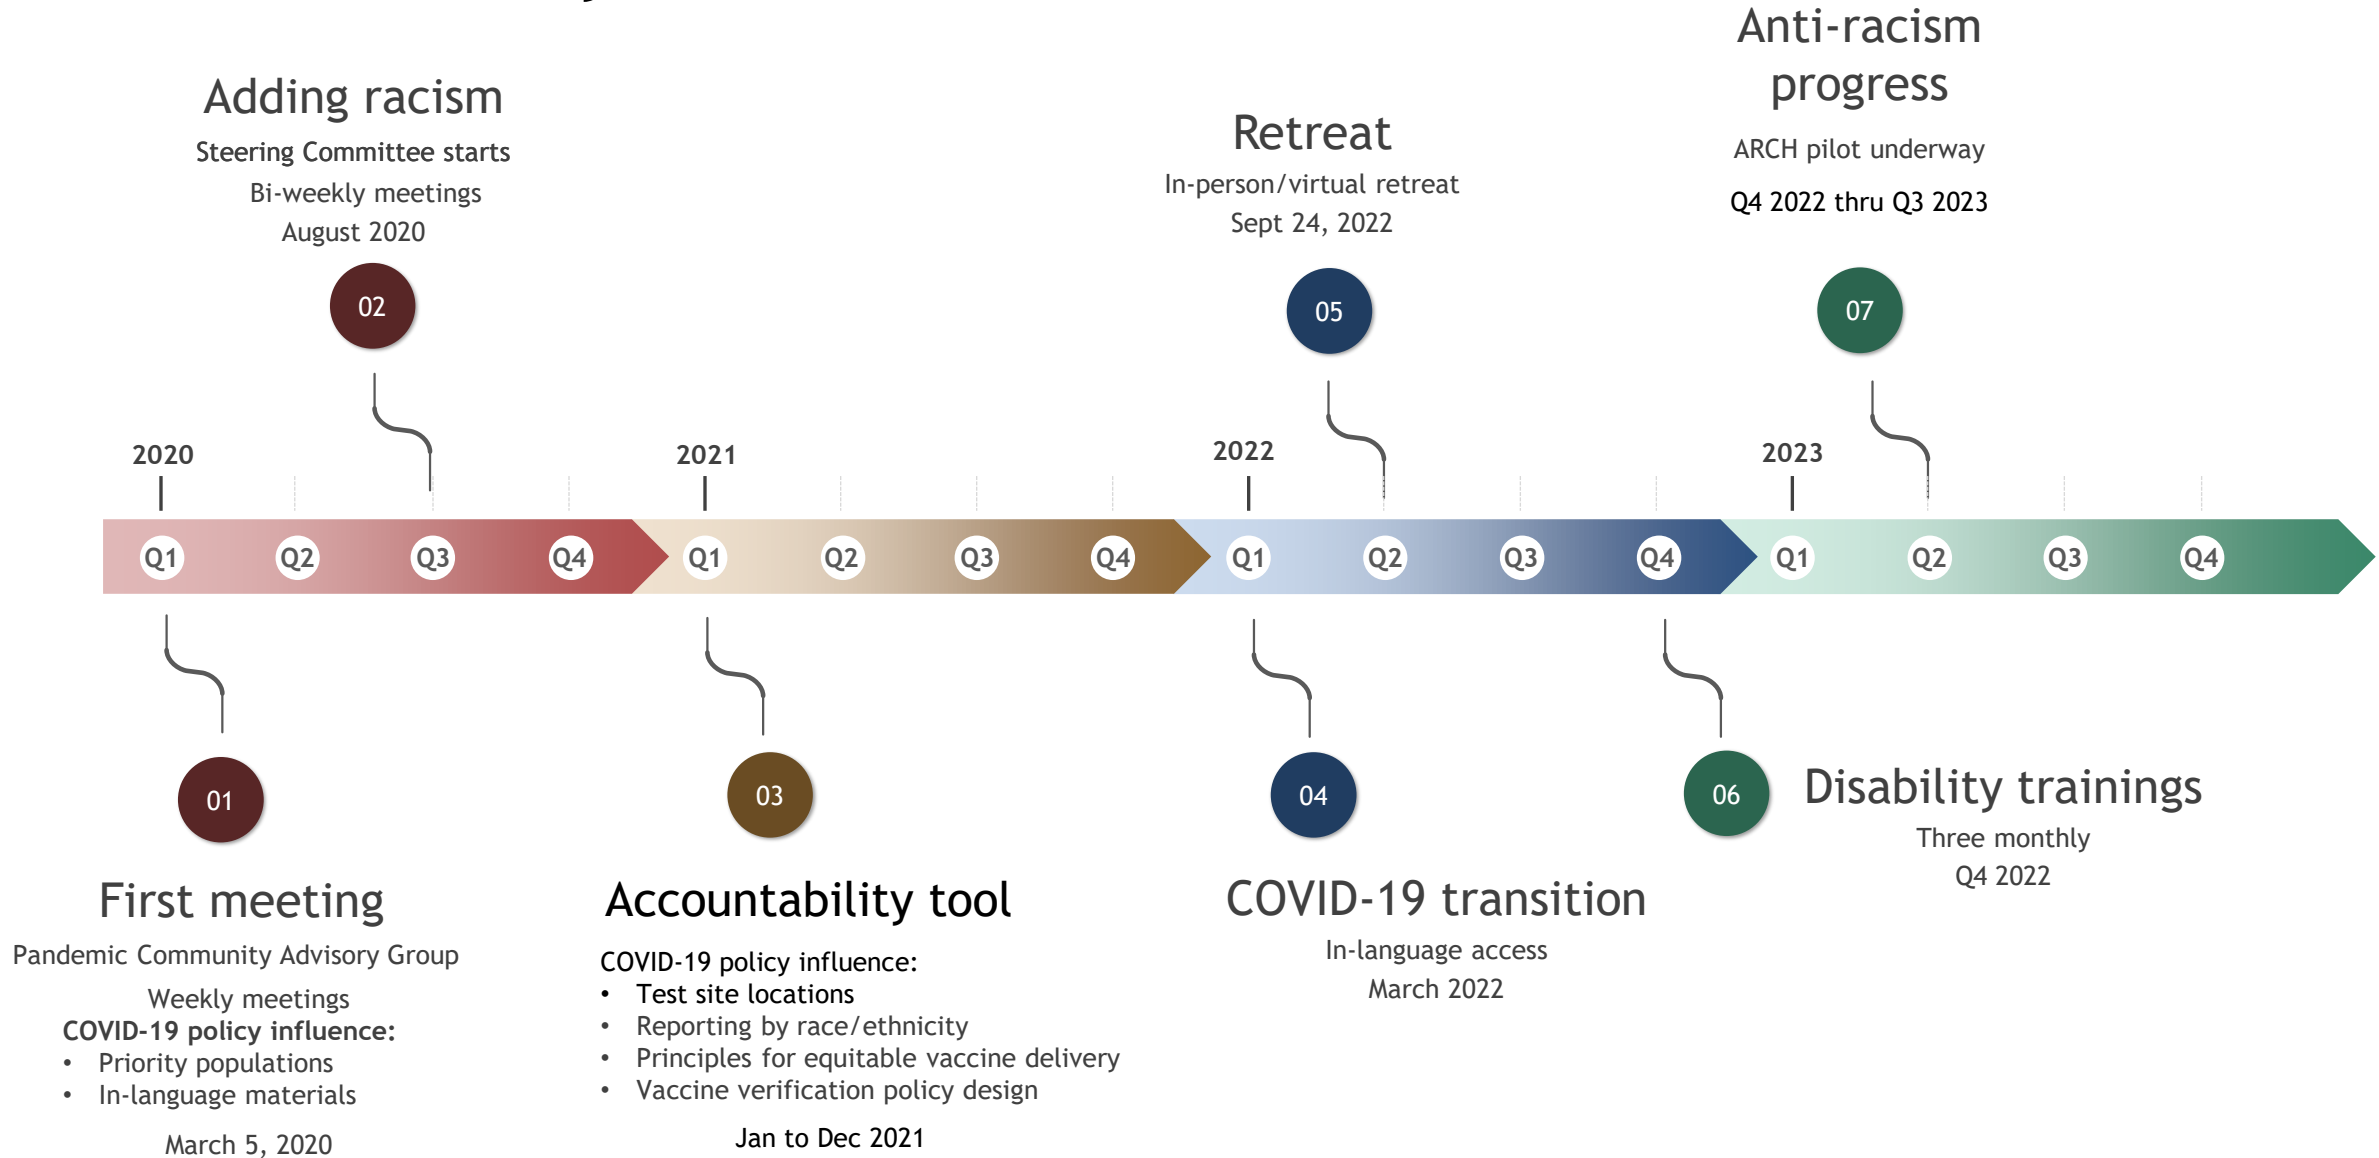 Adding racism
Steering Committee starts
Bi-weekly meetings
August 2020
02
Retreat
In-person/virtual retreat
Sept 24, 2022
05
Anti-racism
progress
ARCH pilot underway
Q4 2022 thru Q3 2023
07
2020
2021
2022
2023
Q1
Q2
Q3
Q4
Q1
Q2
Q3
Q4
Q1
Q2
Q3
Q4
Q1
Q2
Q3
Q4
01
First meeting
Pandemic Community Advisory Group
Weekly meetings
COVID-19 policy influence:
• Priority populations
• In-language materials
March 5, 2020
03
Accountability tool
COVID-19 policy influence:
• Test site locations
• Reporting by race/ethnicity
• Principles for equitable vaccine delivery
• Vaccine verification policy design
Jan to Dec 2021
04
COVID-19 transition
In-language access
March 2022
06
Disability trainings
Three monthly
Q4 2022